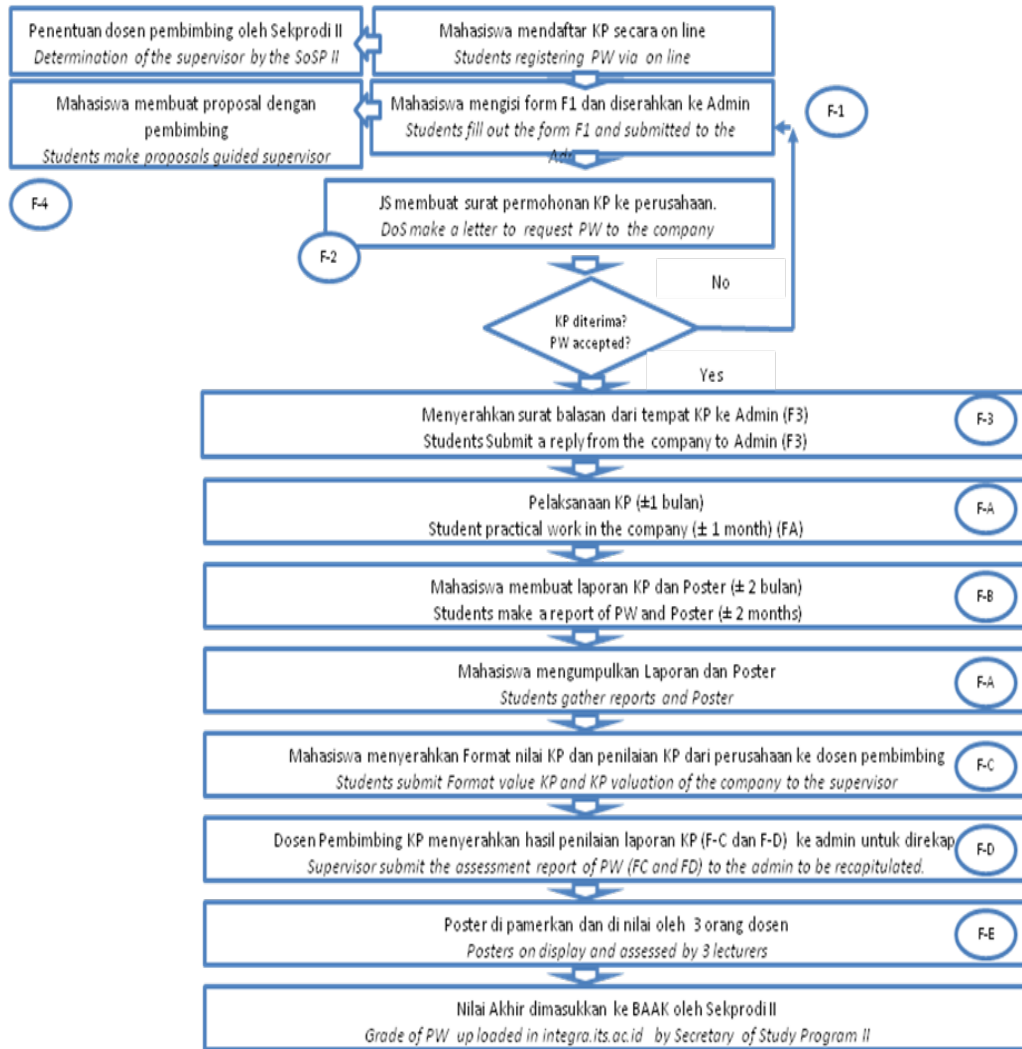 Penentuan dosen pembimbing oleh Sekprodi II
Determination of the supervisor by the SoSP II
Mahasiswa mendaftar KP secara on line
Students registering PW via on line
Mahasiswa membuat proposal dengan
pembimbing
Students make proposals guided supervisor
Mahasiswa mengisi form F1 dan diserahkan ke Admin
Students fill out the form F1 and submitted to the
F-1
F-4
JS membuat surat permohonan KP ke perusahaan.
DoS make a letter to request PW to the company
F-2
No
KP diterima?
PW accepted?
Yes
Menyerahkan surat balasan dari tempat KP ke Admin (F3)
Students Submit a reply from the company to Admin (F3)
F-3
Pelaksanaan KP (±1 bulan)
Student practical work in the company (± 1 month) (FA)
F-A
Mahasiswa membuat laporan KP dan Poster (± 2 bulan)
Students make a report of PW and Poster (± 2 months)
F-B
Mahasiswa mengumpulkan Laporan dan Poster
Students gather reports and Poster
F-A
Mahasiswa menyerahkan Format nilai KP dan penilaian KP dari perusahaan ke dosen pembimbing
Students submit Format value KP and KP valuation of the company to the supervisor
F-C
Dosen Pembimbing KP menyerahkan hasil penilaian laporan KP (F-C dan F-D) ke admin untuk direkap
Supervisor submit the assessment report of PW (FC and FD) to the admin to be recapitulated.
F-D
Poster di pamerkan dan di nilai oleh 3 orang dosen
Posters on display and assessed by 3 lecturers
F-E
Nilai Akhir dimasukkan ke BAAK oleh Sekprodi II
Grade of PW uploaded in integra.its.ac.id by Secretary of Study Program II